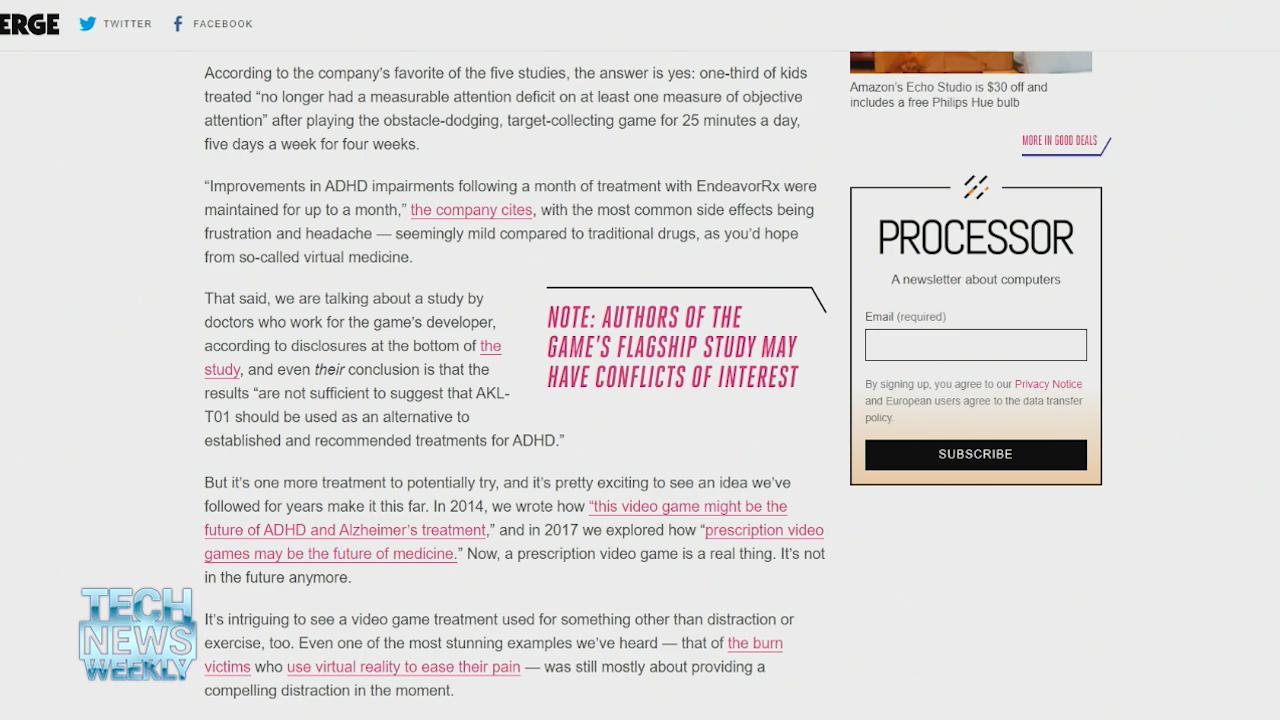 ERGE
TWITTER
FACEBOOK
According to the company's favorite of the five studies, the answer is yes: one-third of kids
treated “no longer had a measurable attention deficit on at least one measure of objective
attention” after playing the obstacle-dodging, target-collecting game for 25 minutes a day,
five days a week for four weeks.
“Improvements in ADHD impairments following a month of treatment with EndeavorRx were
maintained for up to a month,” the company cites, with the most common side effects being
frustration and headache — seemingly mild compared to traditional drugs, as you'd hope
from so-called virtual medicine.
That said, we are talking about a study by
doctors who work for the game's developer,
according to disclosures at the bottom of the
study, and even their conclusion is that the
results “are not sufficient to suggest that AKL-
T01 should be used as an alternative to
established and recommended treatments for ADHD.”
NOTE: AUTHORS OF THE
GAME'S FLAGSHIP STUDY MAY
HAVE CONFLICTS OF INTEREST
But it's one more treatment to potentially try, and it's pretty exciting to see an idea we've
followed for years make it this far. In 2014, we wrote how “this video game might be the
future of ADHD and Alzheimer's treatment,” and in 2017 we explored how “prescription video
games may be the future of medicine.” Now, a prescription video game is a real thing. It's not
in the future anymore.
It's intriguing to see a video game treatment used for something other than distraction or
exercise, too. Even one of the most stunning examples we've heard — that of the burn
victims who use virtual reality to ease their pain — was still mostly about providing a
compelling distraction in the moment.
Amazon's Echo Studio is $30 off and
includes a free Philips Hue bulb
MORE IN GOOD DEALS
PROCESSOR
A newsletter about computers
Email (required)
By signing up, you agree to our Privacy Notice
and European users agree to the data transfer
policy.
SUBSCRIBE
TECH
NEWS
WEEKLY